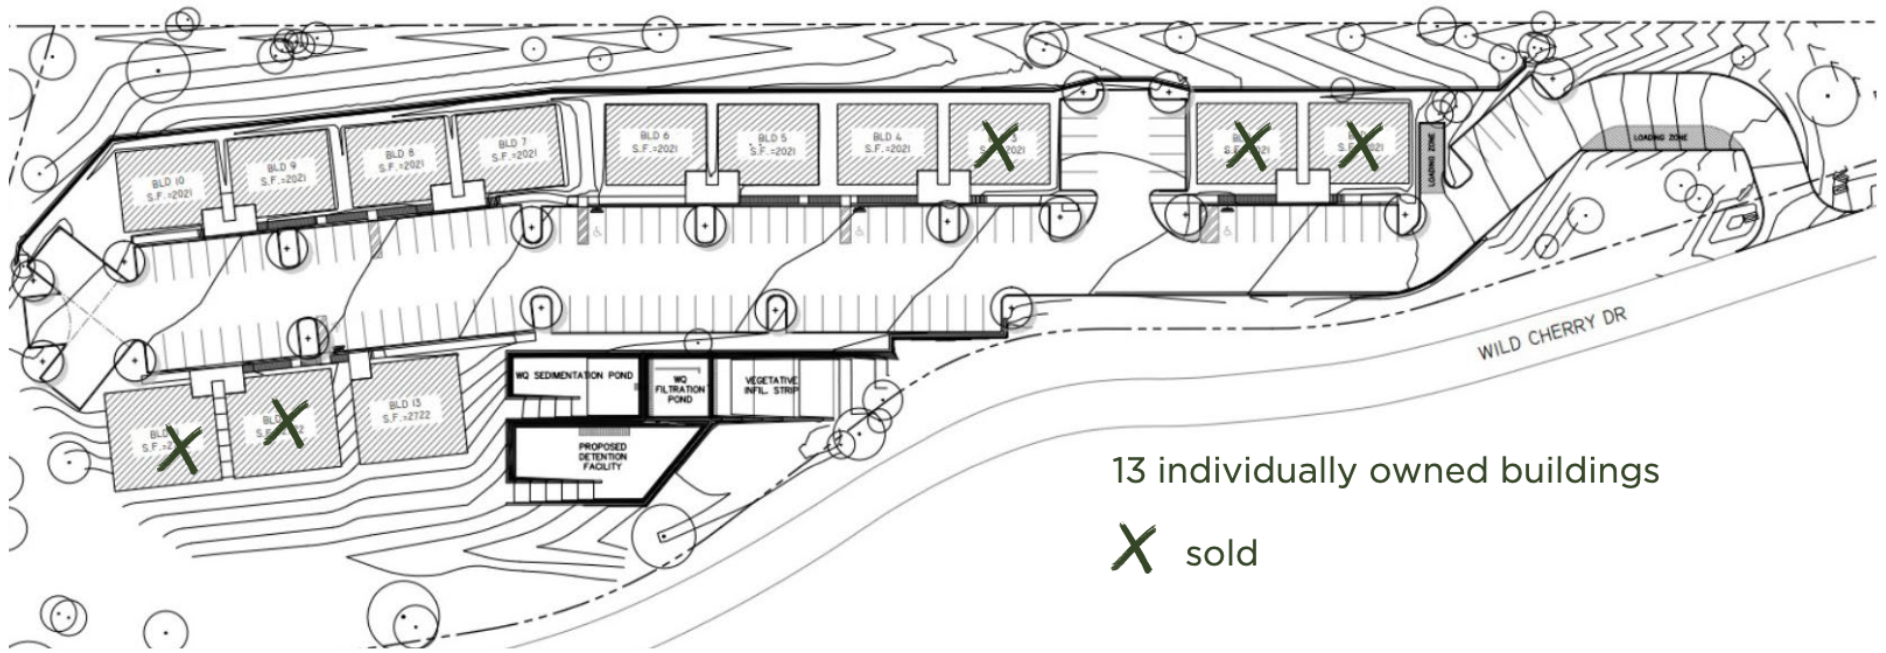 BLD 10
S.F.=2021
BLD 9
S.F.=2021
BLD 8
S.F.=2021
BLD 7
S.F.=2021
BLD 6
S.F.=2021
BLD 5
S.F.=2021
BLD 4
S.F.=2021
LOADING ZONE
LOADING ZONE
BLD 13
S.F.=2722
WQ SEDIMENTATION POND
WQ
FILTRATION
POND
VEGETATIVE
INFIL. STRIP
PROPOSED
DETENTION
FACILITY
WILD CHERRY DR
13 individually owned buildings
X sold